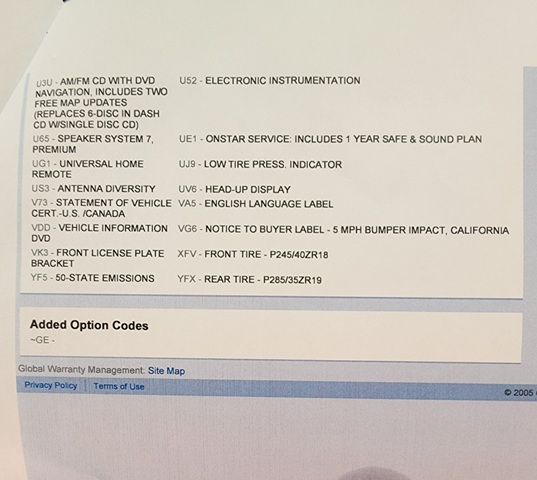 U3U - AM/FM CD WITH DVD U52 - ELECTRONIC INSTRUMENTATION
NAVIGATION, INCLUDES TWO
FREE MAP UPDATES
(REPLACES 6-DISC IN DASH
CD W/SINGLE DISC CD)
U65 - SPEAKER SYSTEM 7, UE1 - ONSTAR SERVICE: INCLUDES 1 YEAR SAFE & SOUND PLAN
PREMIUM
UG1 - UNIVERSAL HOME UJ9 - LOW TIRE PRESS. INDICATOR
REMOTE
US3 - ANTENNA DIVERSITY UV6 - HEAD-UP DISPLAY
V73 - STATEMENT OF VEHICLE VA5 - ENGLISH LANGUAGE LABEL
CERT.-U.S. /CANADA
VDD - VEHICLE INFORMATION VG6 - NOTICE TO BUYER LABEL - 5 MPH BUMPER IMPACT, CALIFORNIA
DVD
VK3 - FRONT LICENSE PLATE XFV - FRONT TIRE - P245/40ZR18
BRACKET
YF5 - 50-STATE EMISSIONS YFX - REAR TIRE - P285/35ZR19
Added Option Codes
~GE -
Global Warranty Management: Site Map
Privacy Policy Terms of Use
© 2005